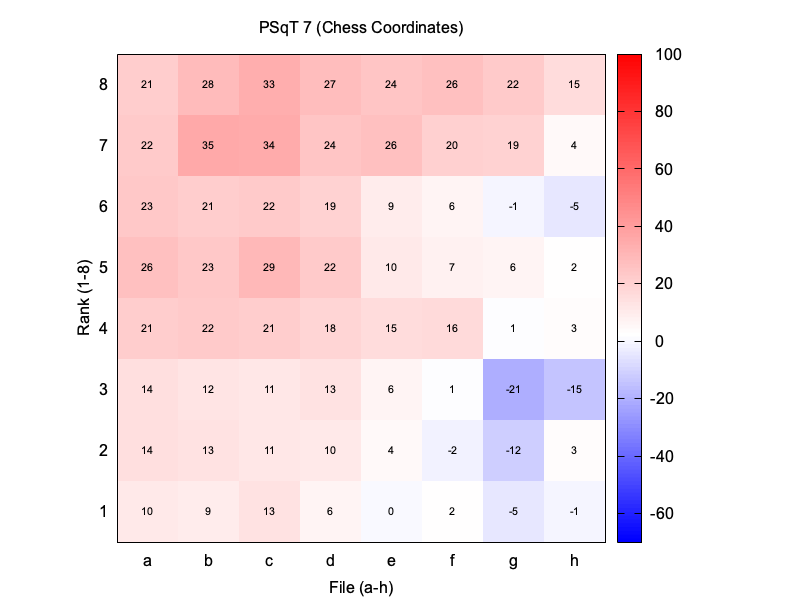 PSqT 7 (Chess Coordinates)
100
8 21 28 33 27 24 26 22 15
80
7 22 35 34 24 26 20 19 4
60
6 23 21 22 19 9 6 -1 -5
40
5 26 23 29 22 10 7 6 2
20
4 21 22 21 18 15 16 1 3
0
3 14 12 11 13 6 1 -21 -15
-20
2 14 13 11 10 4 -2 -12 3
-40
1 10 9 13 6 0 2 -5 -1
-60
Rank (1-8)
a b c d e f g h
File (a-h)